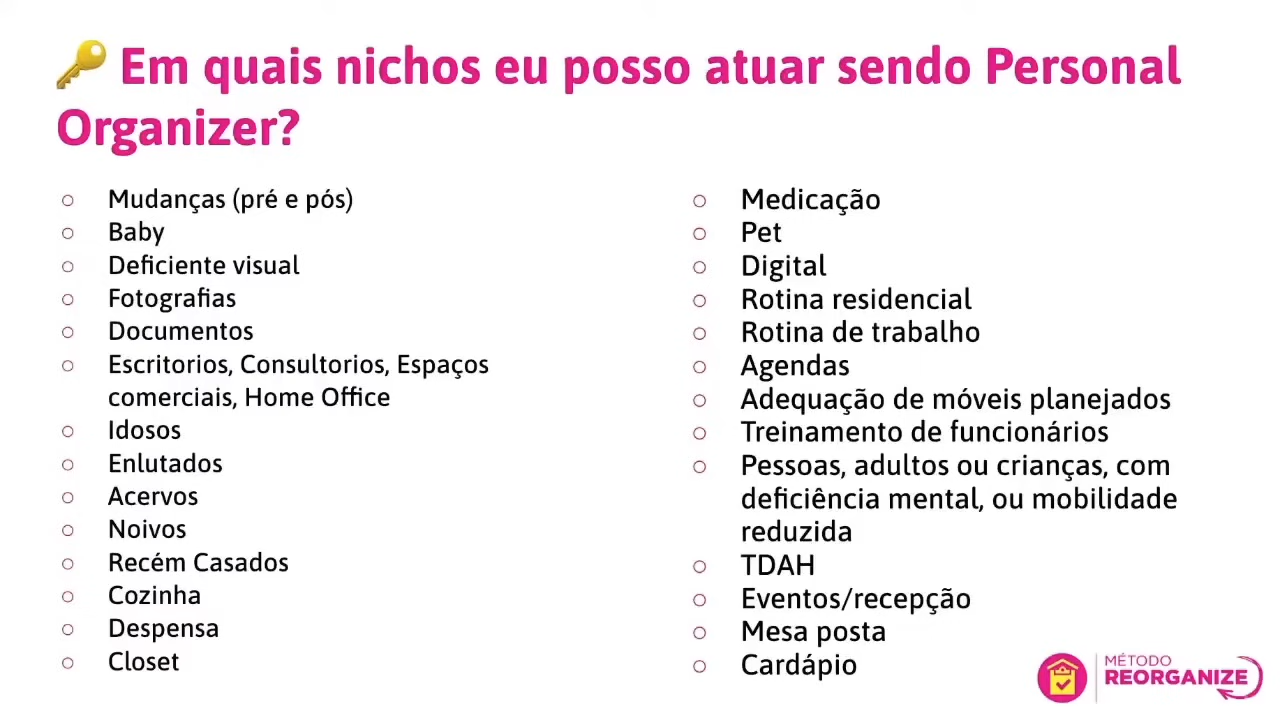 Em quais nichos eu posso atuar sendo Personal
Organizer?
Mudanças (pré e pós)
Baby
Deficiente visual
Fotografias
Documentos
Escritorios, Consultorios, Espaços
comerciais, Home Office
Idosos
Enlutados
Acervos
Noivos
Recém Casados
Cozinha
Despensa
Closet
Medicação
Pet
Digital
Rotina residencial
Rotina de trabalho
Agendas
Adequação de móveis planejados
Treinamento de funcionários
Pessoas, adultos ou crianças, com
deficiência mental, ou mobilidade
reduzida
TDAH
Eventos/recepção
Mesa posta
Cardápio
MÉTODO
REORGANIZE